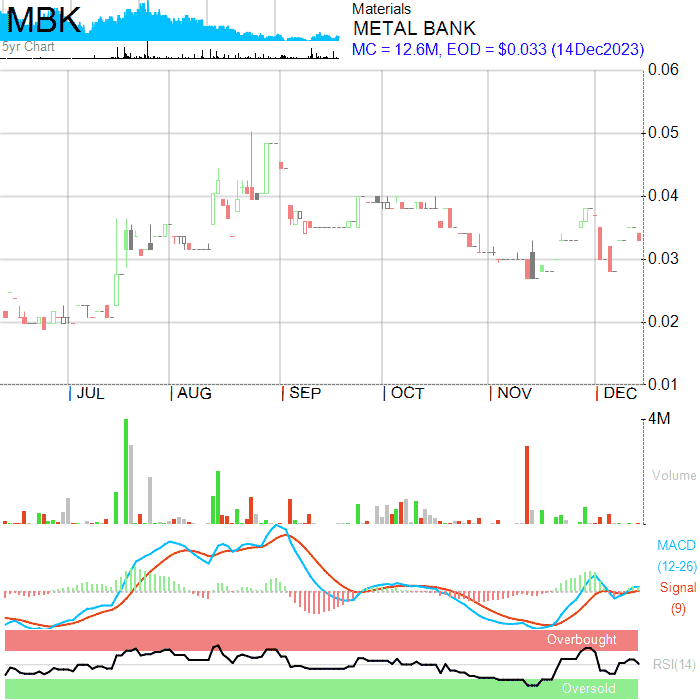 MBK
5yr Chart
Materials
METAL BANK
MC = 12.6M, EOD = $0.033 (14Dec2023)
0.06
0.05
0.04
0.03
0.02
0.01
JUL AUG SEP OCT NOV DEC
4M
Volume
MACD
(12-26)
Signal
(9)
Overbought
RSI(14)
Oversold